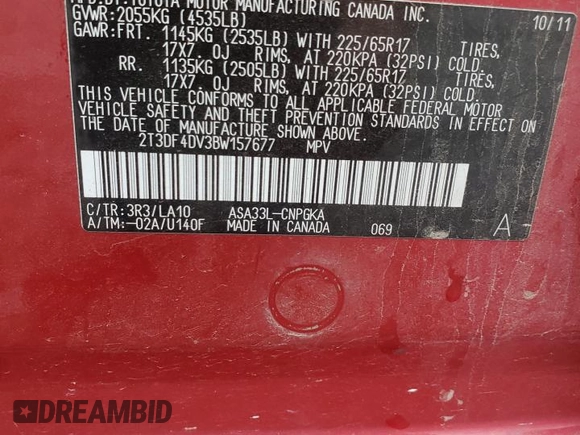 MFD.BY:TOYOTA MOTOR MANUFACTURING CANADA INC.
10/11
GVWR:2055KG (4535LB)
GAWR:FRT. 1145KG (2535LB) WITH 225/65R17 TIRES,
17X7 0J RIMS, AT 220KPA (32PSI) COLD.
RR. 1135KG (2505LB) WITH 225/65R17 TIRES,
17X7 0J RIMS, AT 220KPA (32PSI) COLD.
THIS VEHICLE CONFORMS TO ALL APPLICABLE FEDERAL MOTOR
VEHICLE SAFETY AND THEFT PREVENTION STANDARDS IN EFFECT
ON THE DATE OF MANUFACTURE SHOWN ABOVE.
2T3DF4DV3BW157677 MPV
C/TR:3R3/LA10 ASA33L-CNPGKA
A/TM:-02A/U140F MADE IN CANADA 069 A
DREAMBID